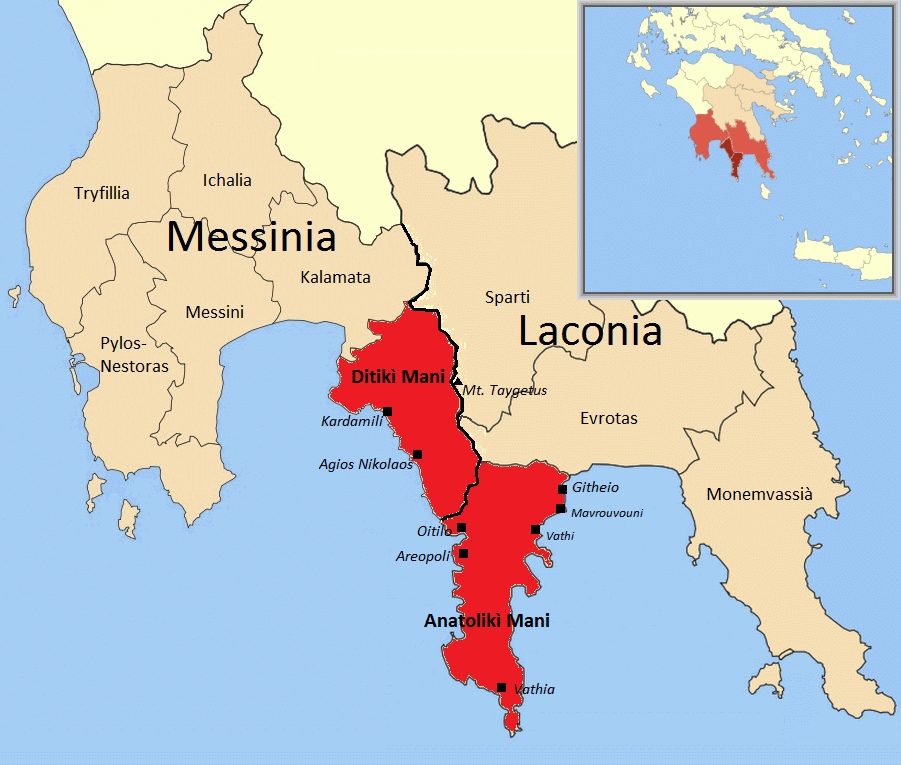 Tryfillia
Ichalia
Messinia
Kalamata
Sparti
Messini
Laconia
Pylos-
Nestoras
Ditikì Mani
Mt. Taygetus
Kardamili
Evrotas
Agios Nikolaos
Githeio
Monemvassià
Mavrouvouni
Oitilo
Vathi
Areopoli
Anatolikì Mani
Vathia